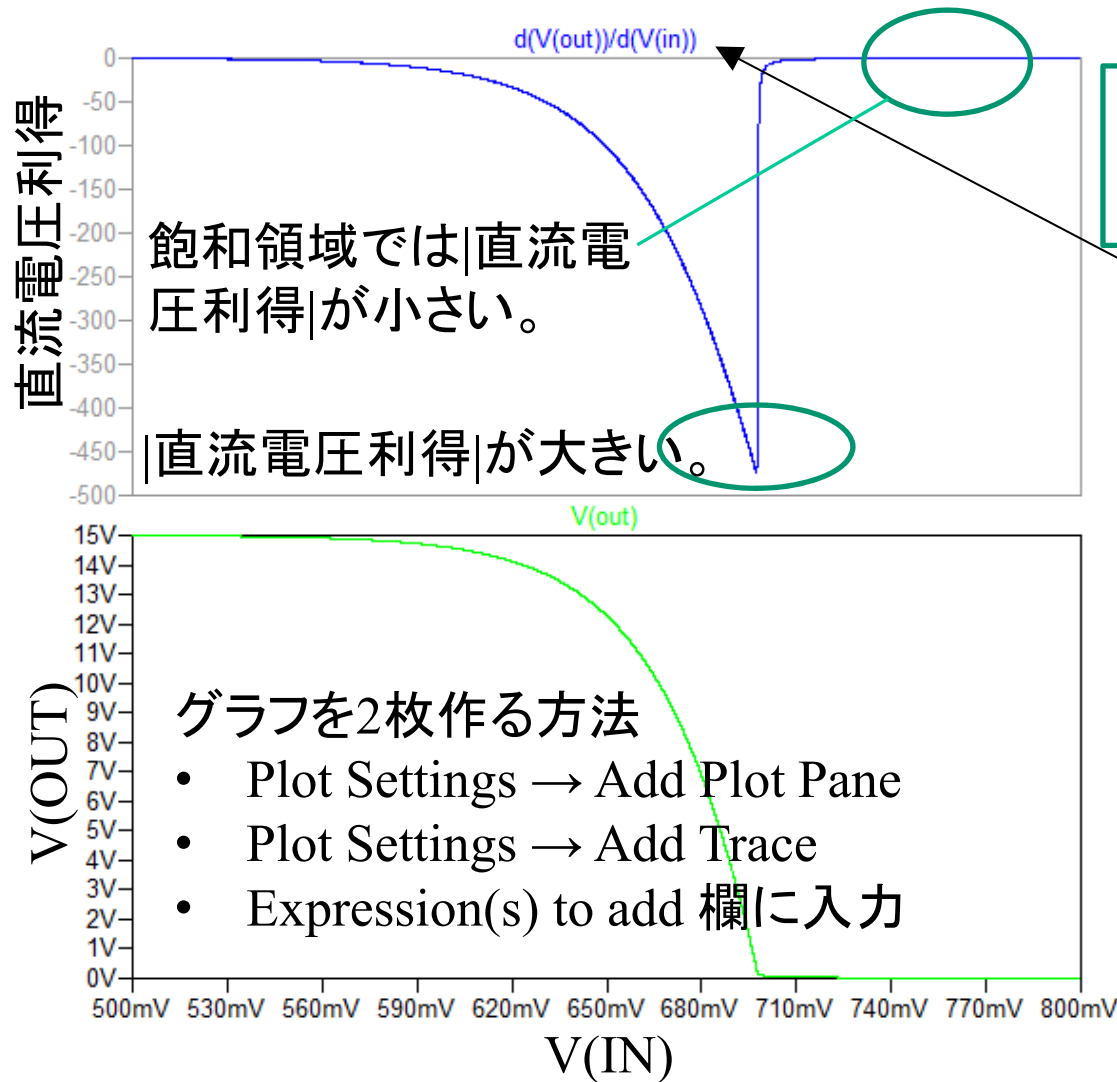 d(V(out))/d(V(in))
0
-50
-100
-150
-200
-250
-300
-350
-400
-450
-500
直流電圧利得
飽和領域では|直流電
圧利得|が小さい。
|直流電圧利得|が大きい。
V(out)
15V
14V
13V
12V
11V
10V
9V
8V
7V
6V
5V
4V
3V
2V
1V
0V
V(OUT)
グラフを2枚作る方法
• Plot Settings → Add Plot Pane
• Plot Settings → Add Trace
• Expression(s) to add 欄に入力
500mV 530mV 560mV 590mV 620mV 650mV 680mV 710mV 740mV 770mV 800mV
V(IN)